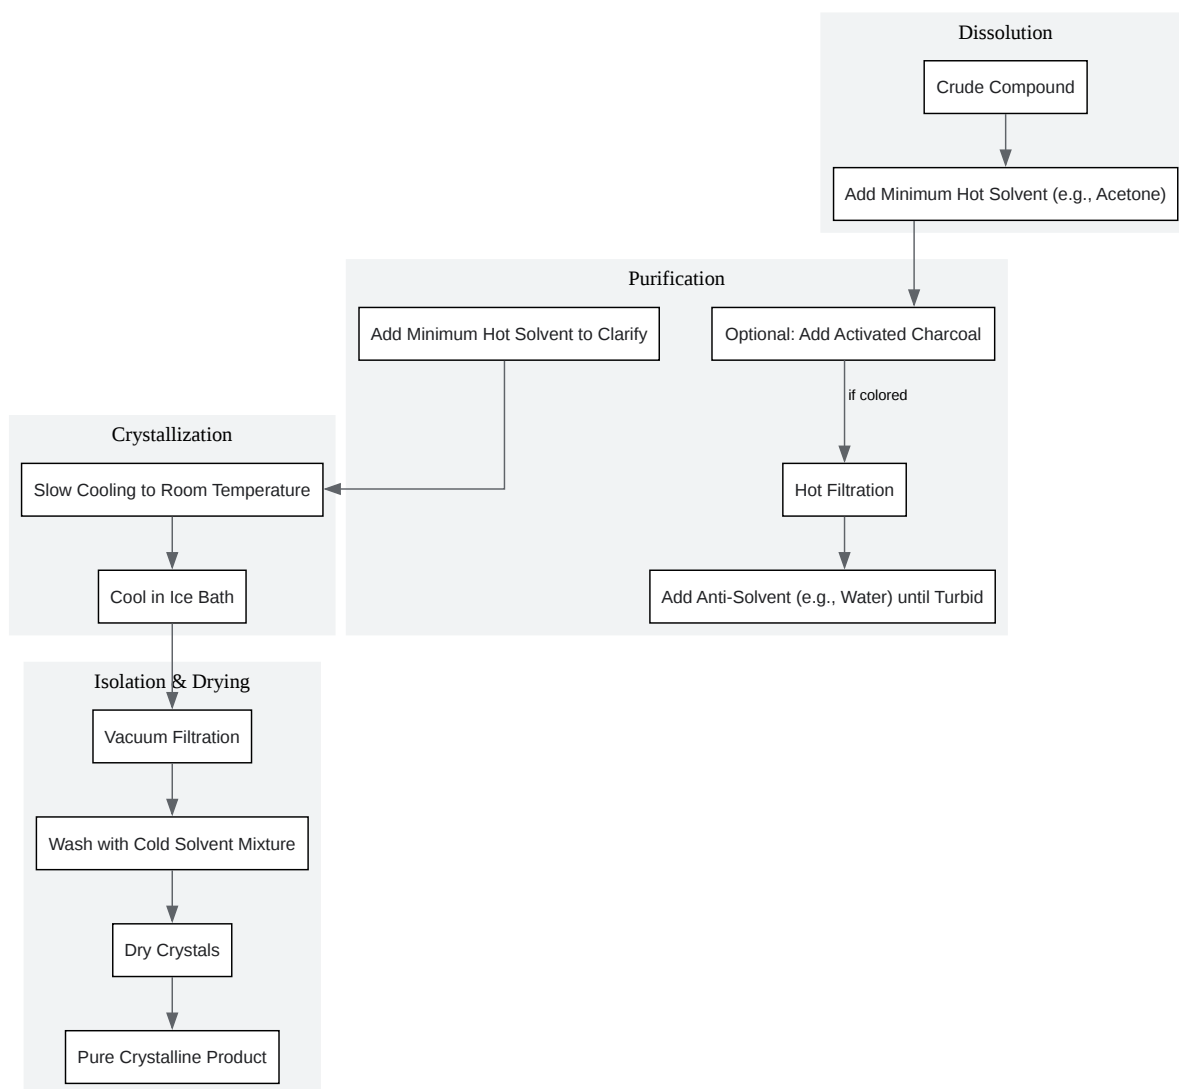 Dissolution
Crude Compound
Add Minimum Hot Solvent (e.g., Acetone)
Purification
Add Minimum Hot Solvent to Clarify
Optional: Add Activated Charcoal
if colored
Hot Filtration
Add Anti-Solvent (e.g., Water) until Turbid
Crystallization
Slow Cooling to Room Temperature
Cool in Ice Bath
Isolation & Drying
Vacuum Filtration
Wash with Cold Solvent Mixture
Dry Crystals
Pure Crystalline Product